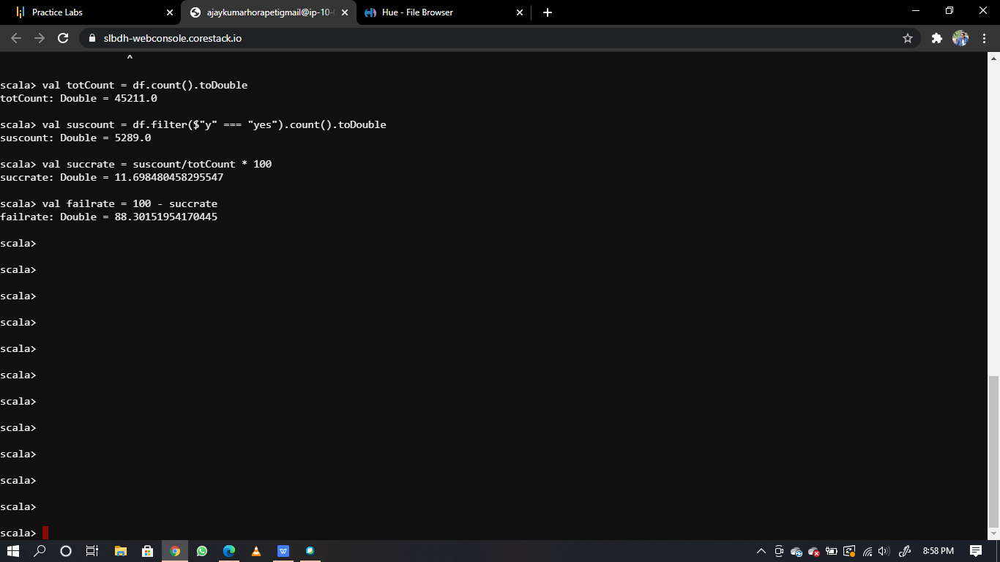 Practice Labs
ajaykumarhorapetigmail@ip-10-
Hue - File Browser
slbdh-webconsole.corestack.io
^
scala> val totCount = df.count().toDouble
totCount: Double = 45211.0
scala> val suscount = df.filter($"y" === "yes").count().toDouble
suscount: Double = 5289.0
scala> val succrate = suscount/totCount * 100
succrate: Double = 11.698480458295547
scala> val failrate = 100 - succrate
failrate: Double = 88.30151954170445
scala>
scala>
scala>
scala>
scala>
scala>
scala>
scala>
scala>
scala>
scala>
scala>
8:58 PM